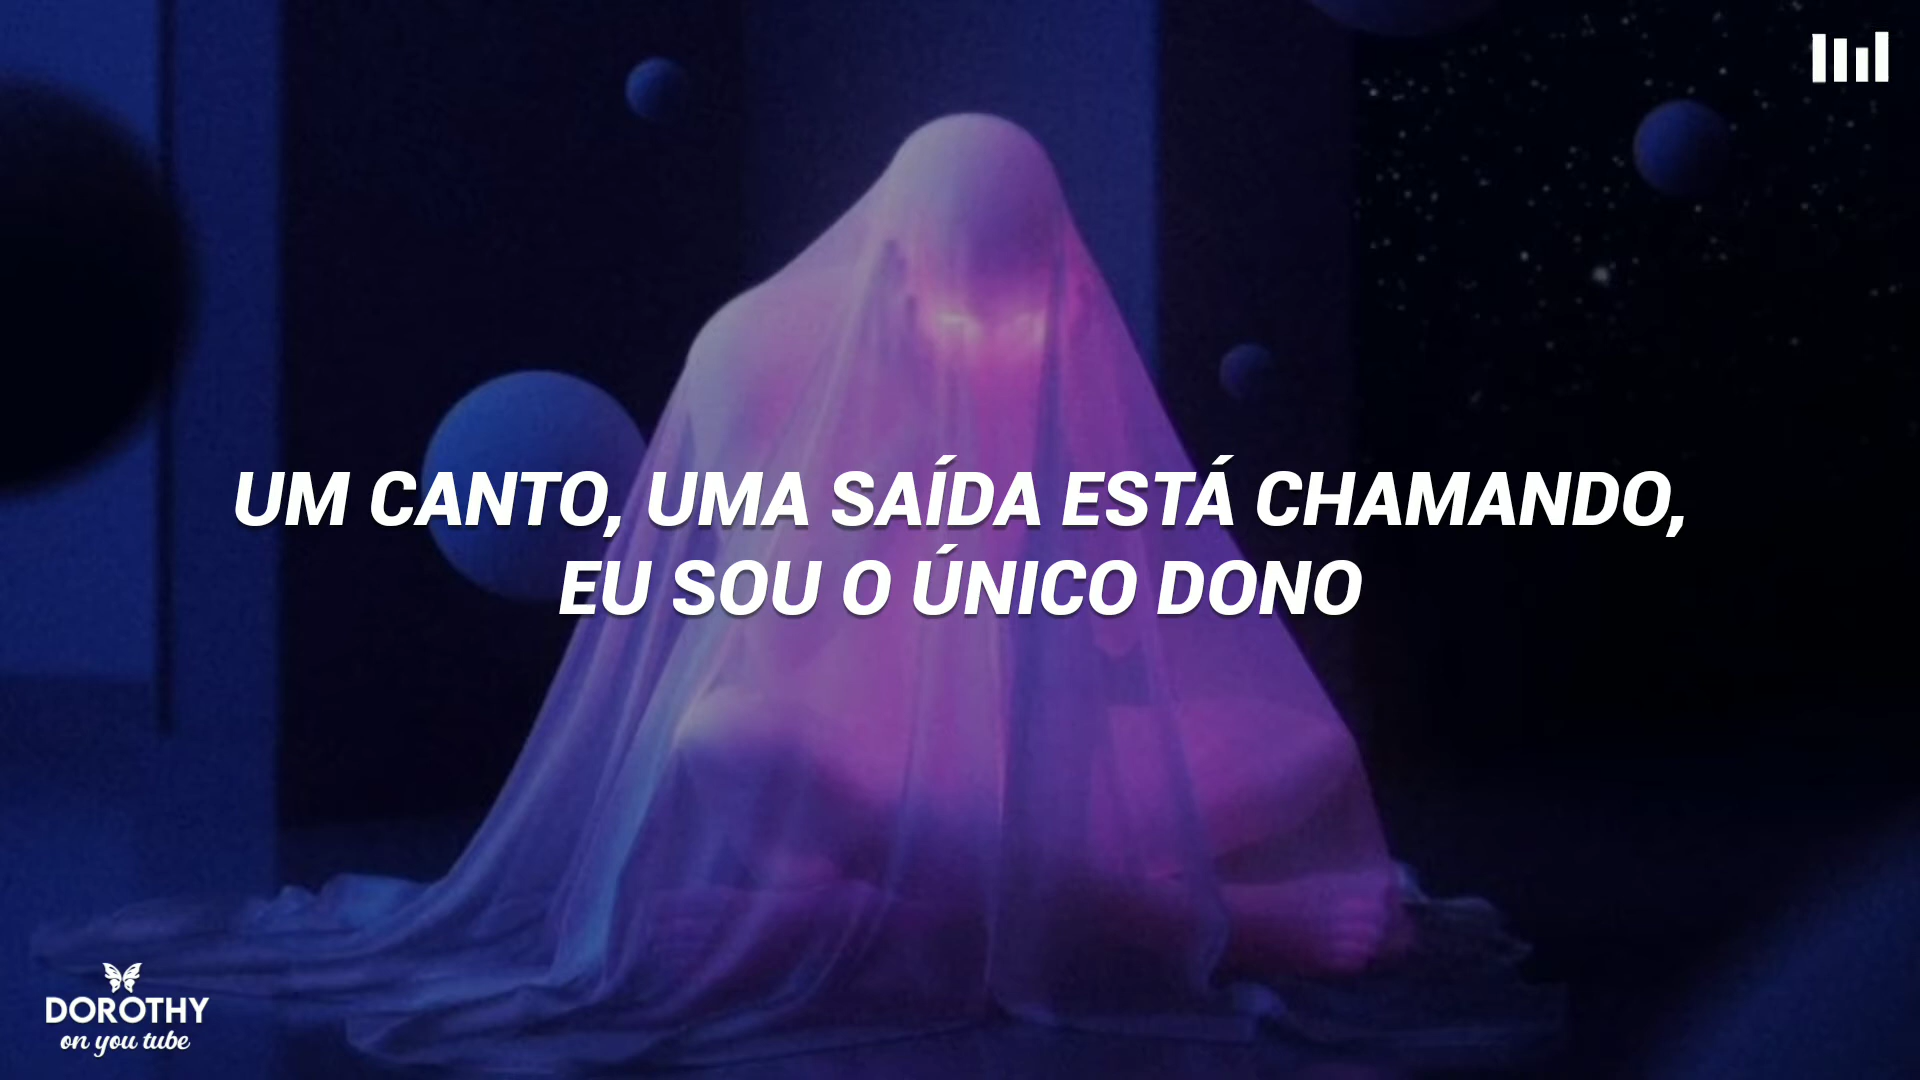 UM CANTO, UMA SAÍDA ESTÁ CHAMANDO,
EU SOU O ÚNICO DONO
DOROTHY
on you tube